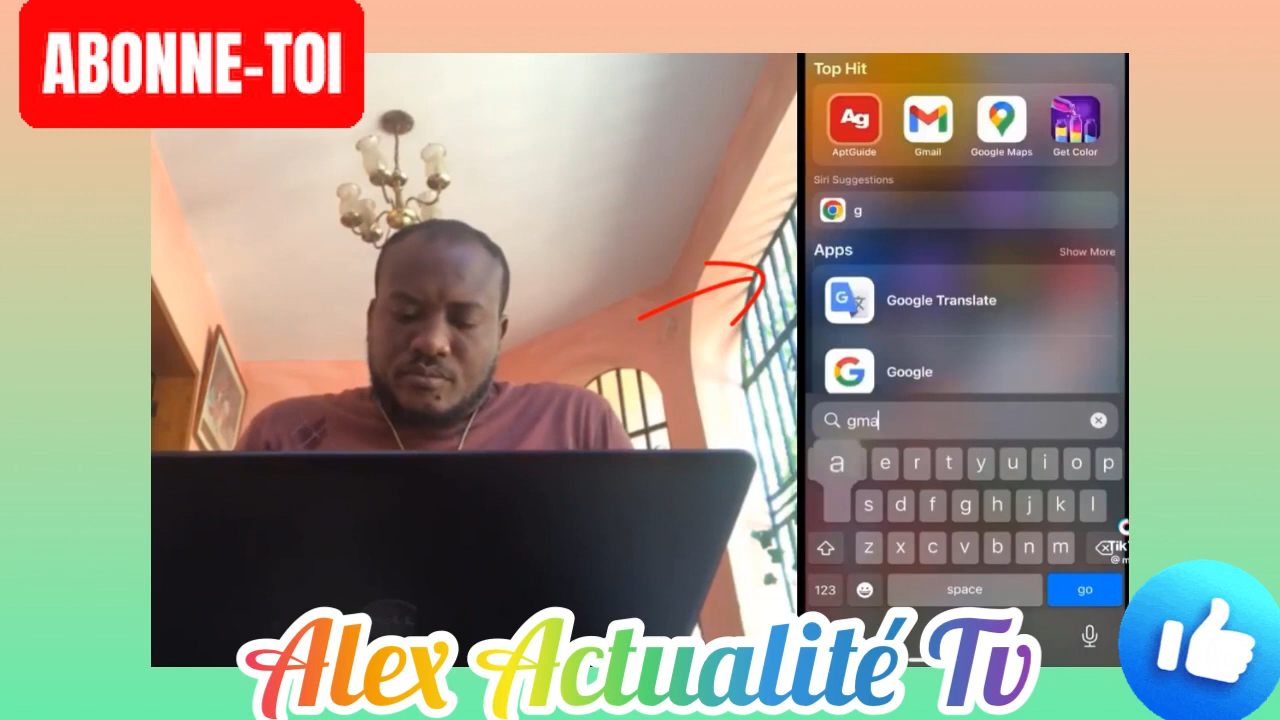 ABONNE-TOI
Top Hit
Ag
AptGuide Gmail Google Maps Get Color
Siri Suggestions
g
Apps Show More
Google Translate
Google
gma
a e r t y u i o p
s d f g h j k l
z x c v b n m
TikT
@ m
123 space go
Alex Actualité Tv